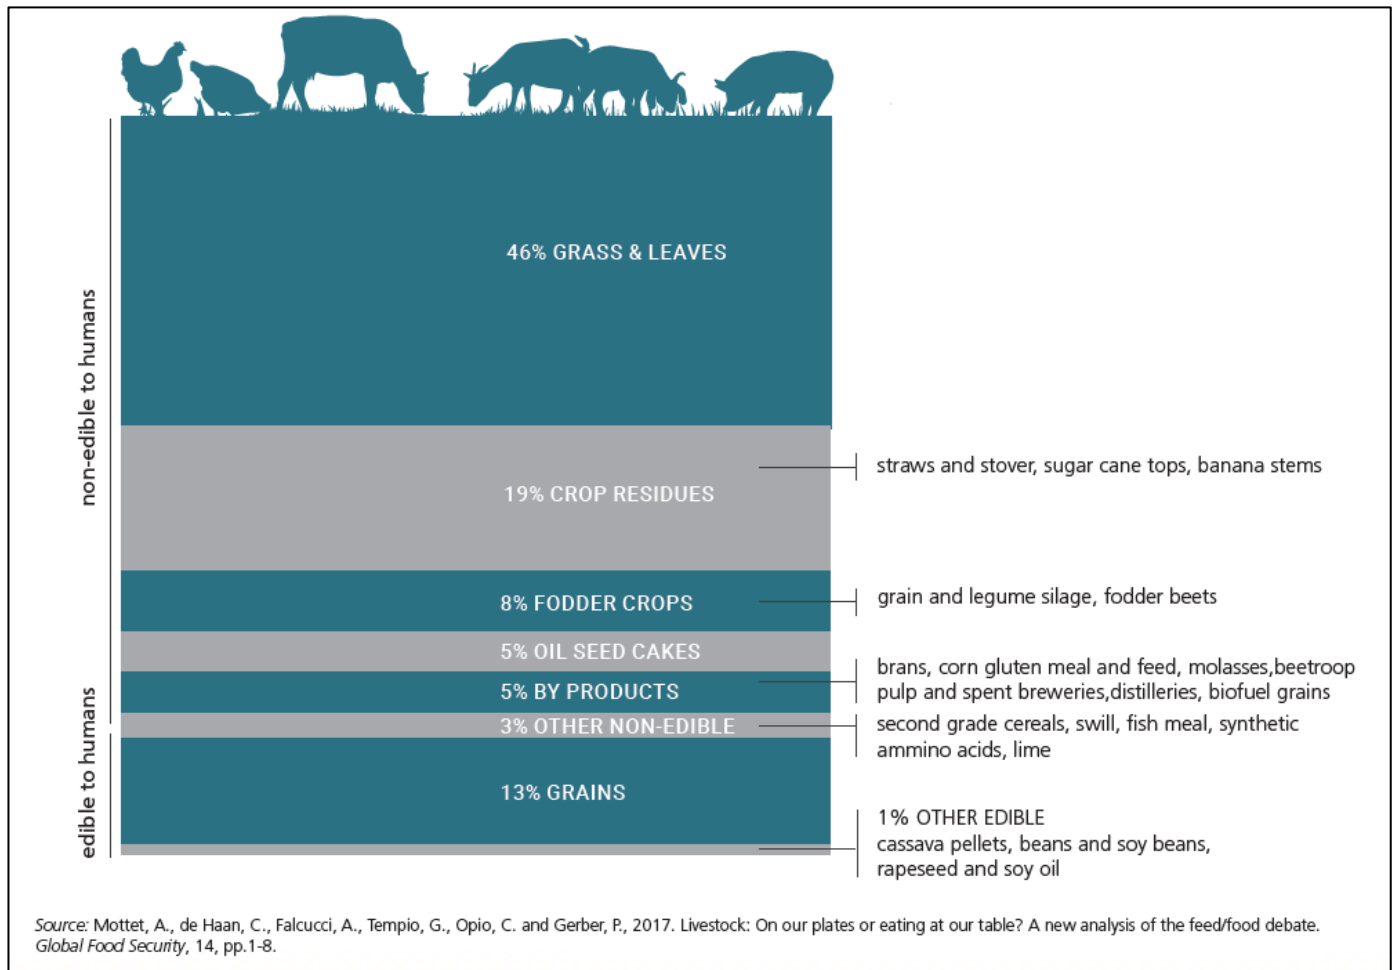 46% GRASS & LEAVES
non-edible to humans
straws and stover, sugar cane tops, banana stems
19% CROP RESIDUES
8% FODDER CROPS
grain and legume silage, fodder beets
5% OIL SEED CAKES
brans, corn gluten meal and feed, molasses,beetroop
pulp and spent breweries,distilleries, biofuel grains
5% BY PRODUCTS
3% OTHER NON-EDIBLE
second grade cereals, swill, fish meal, synthetic
ammino acids, lime
edible to humans
13% GRAINS
1% OTHER EDIBLE
cassava pellets, beans and soy beans,
rapeseed and soy oil
Source: Mottet, A., de Haan, C., Falcucci, A., Tempio, G., Opio, C. and Gerber, P., 2017. Livestock: On our plates or eating at our table? A new analysis of the feed/food debate.
Global Food Security, 14, pp.1-8.